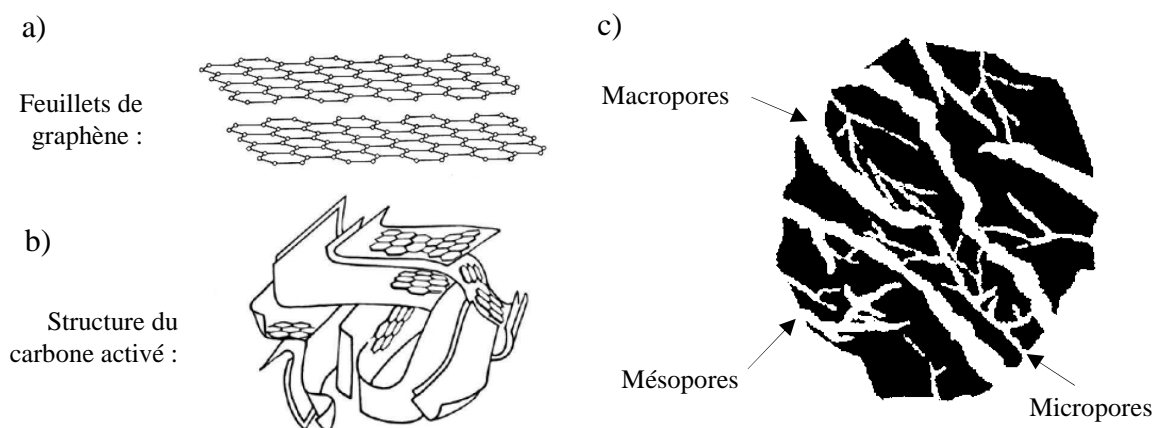 a)
Feuillets de
graphène :
b)
Structure du
carbone activé :
c)
Macropores
Mésopores
Micropores